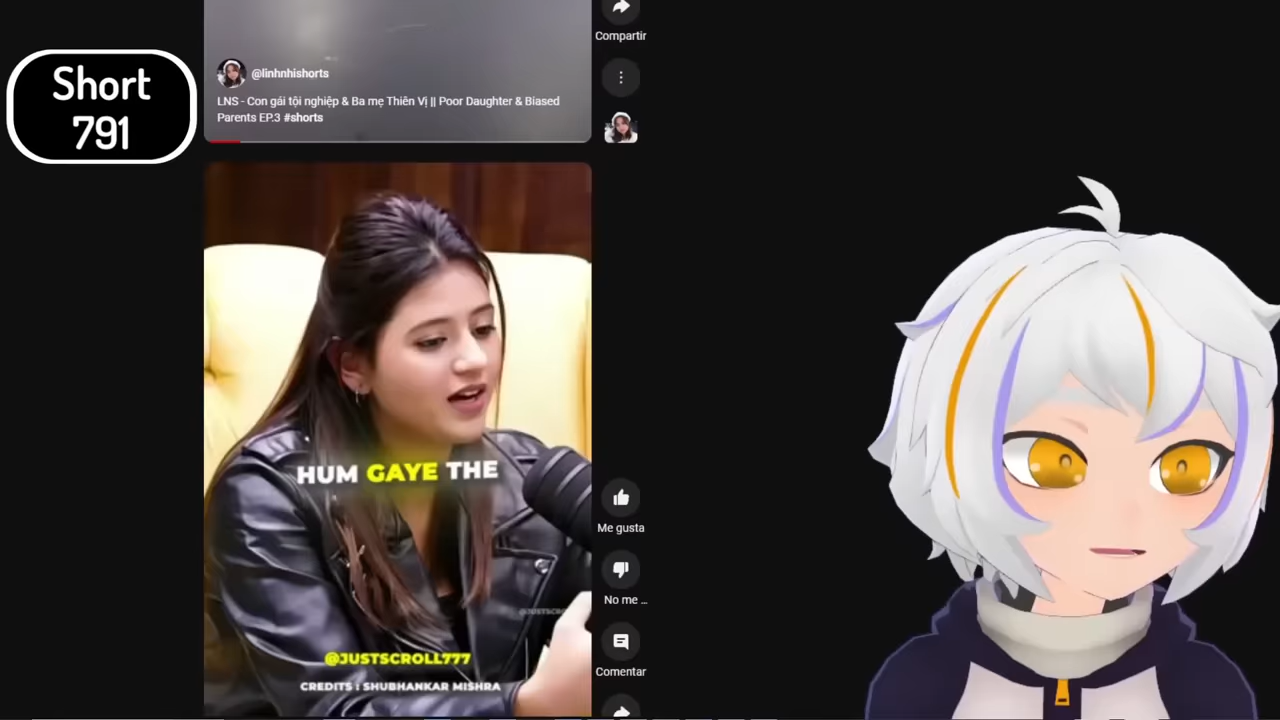 Short
791
@linhnhishorts
LNS - Con gái tội nghiệp & Ba mẹ Thiên Vị || Poor Daughter & Biased
Parents EP.3 #shorts
Compartir
HUM GAYE THE
@JUSTSCROLL777
CREDITS : SHUBHANKAR MISHRA
Me gusta
No me ...
Comentar